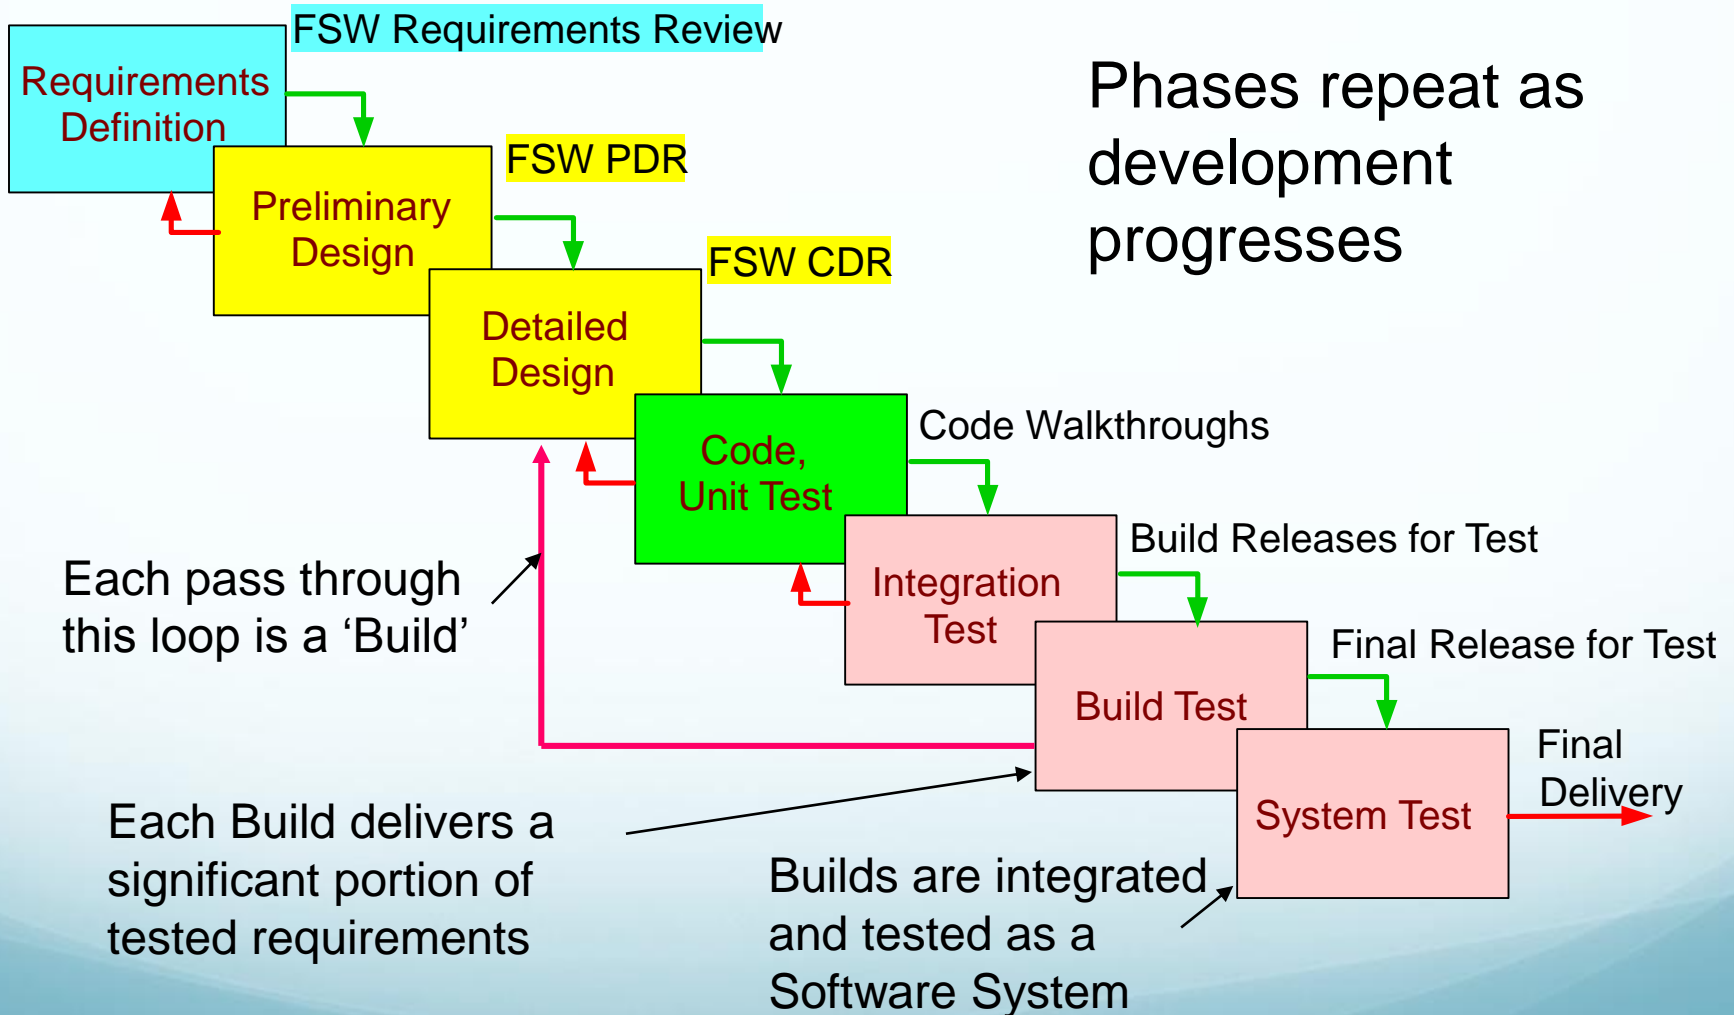 FSW Requirements Review
Requirements
Definition
Phases repeat as
development
progresses
FSW PDR
Preliminary
Design
FSW CDR
Detailed
Design
Code Walkthroughs
Code,
Unit Test
Build Releases for Test
Each pass through
this loop is a ‘Build’
Integration
Test
Final Release for Test
Build Test
Final
Delivery
System Test
Each Build delivers a
significant portion of
tested requirements
Builds are integrated
and tested as a
Software System